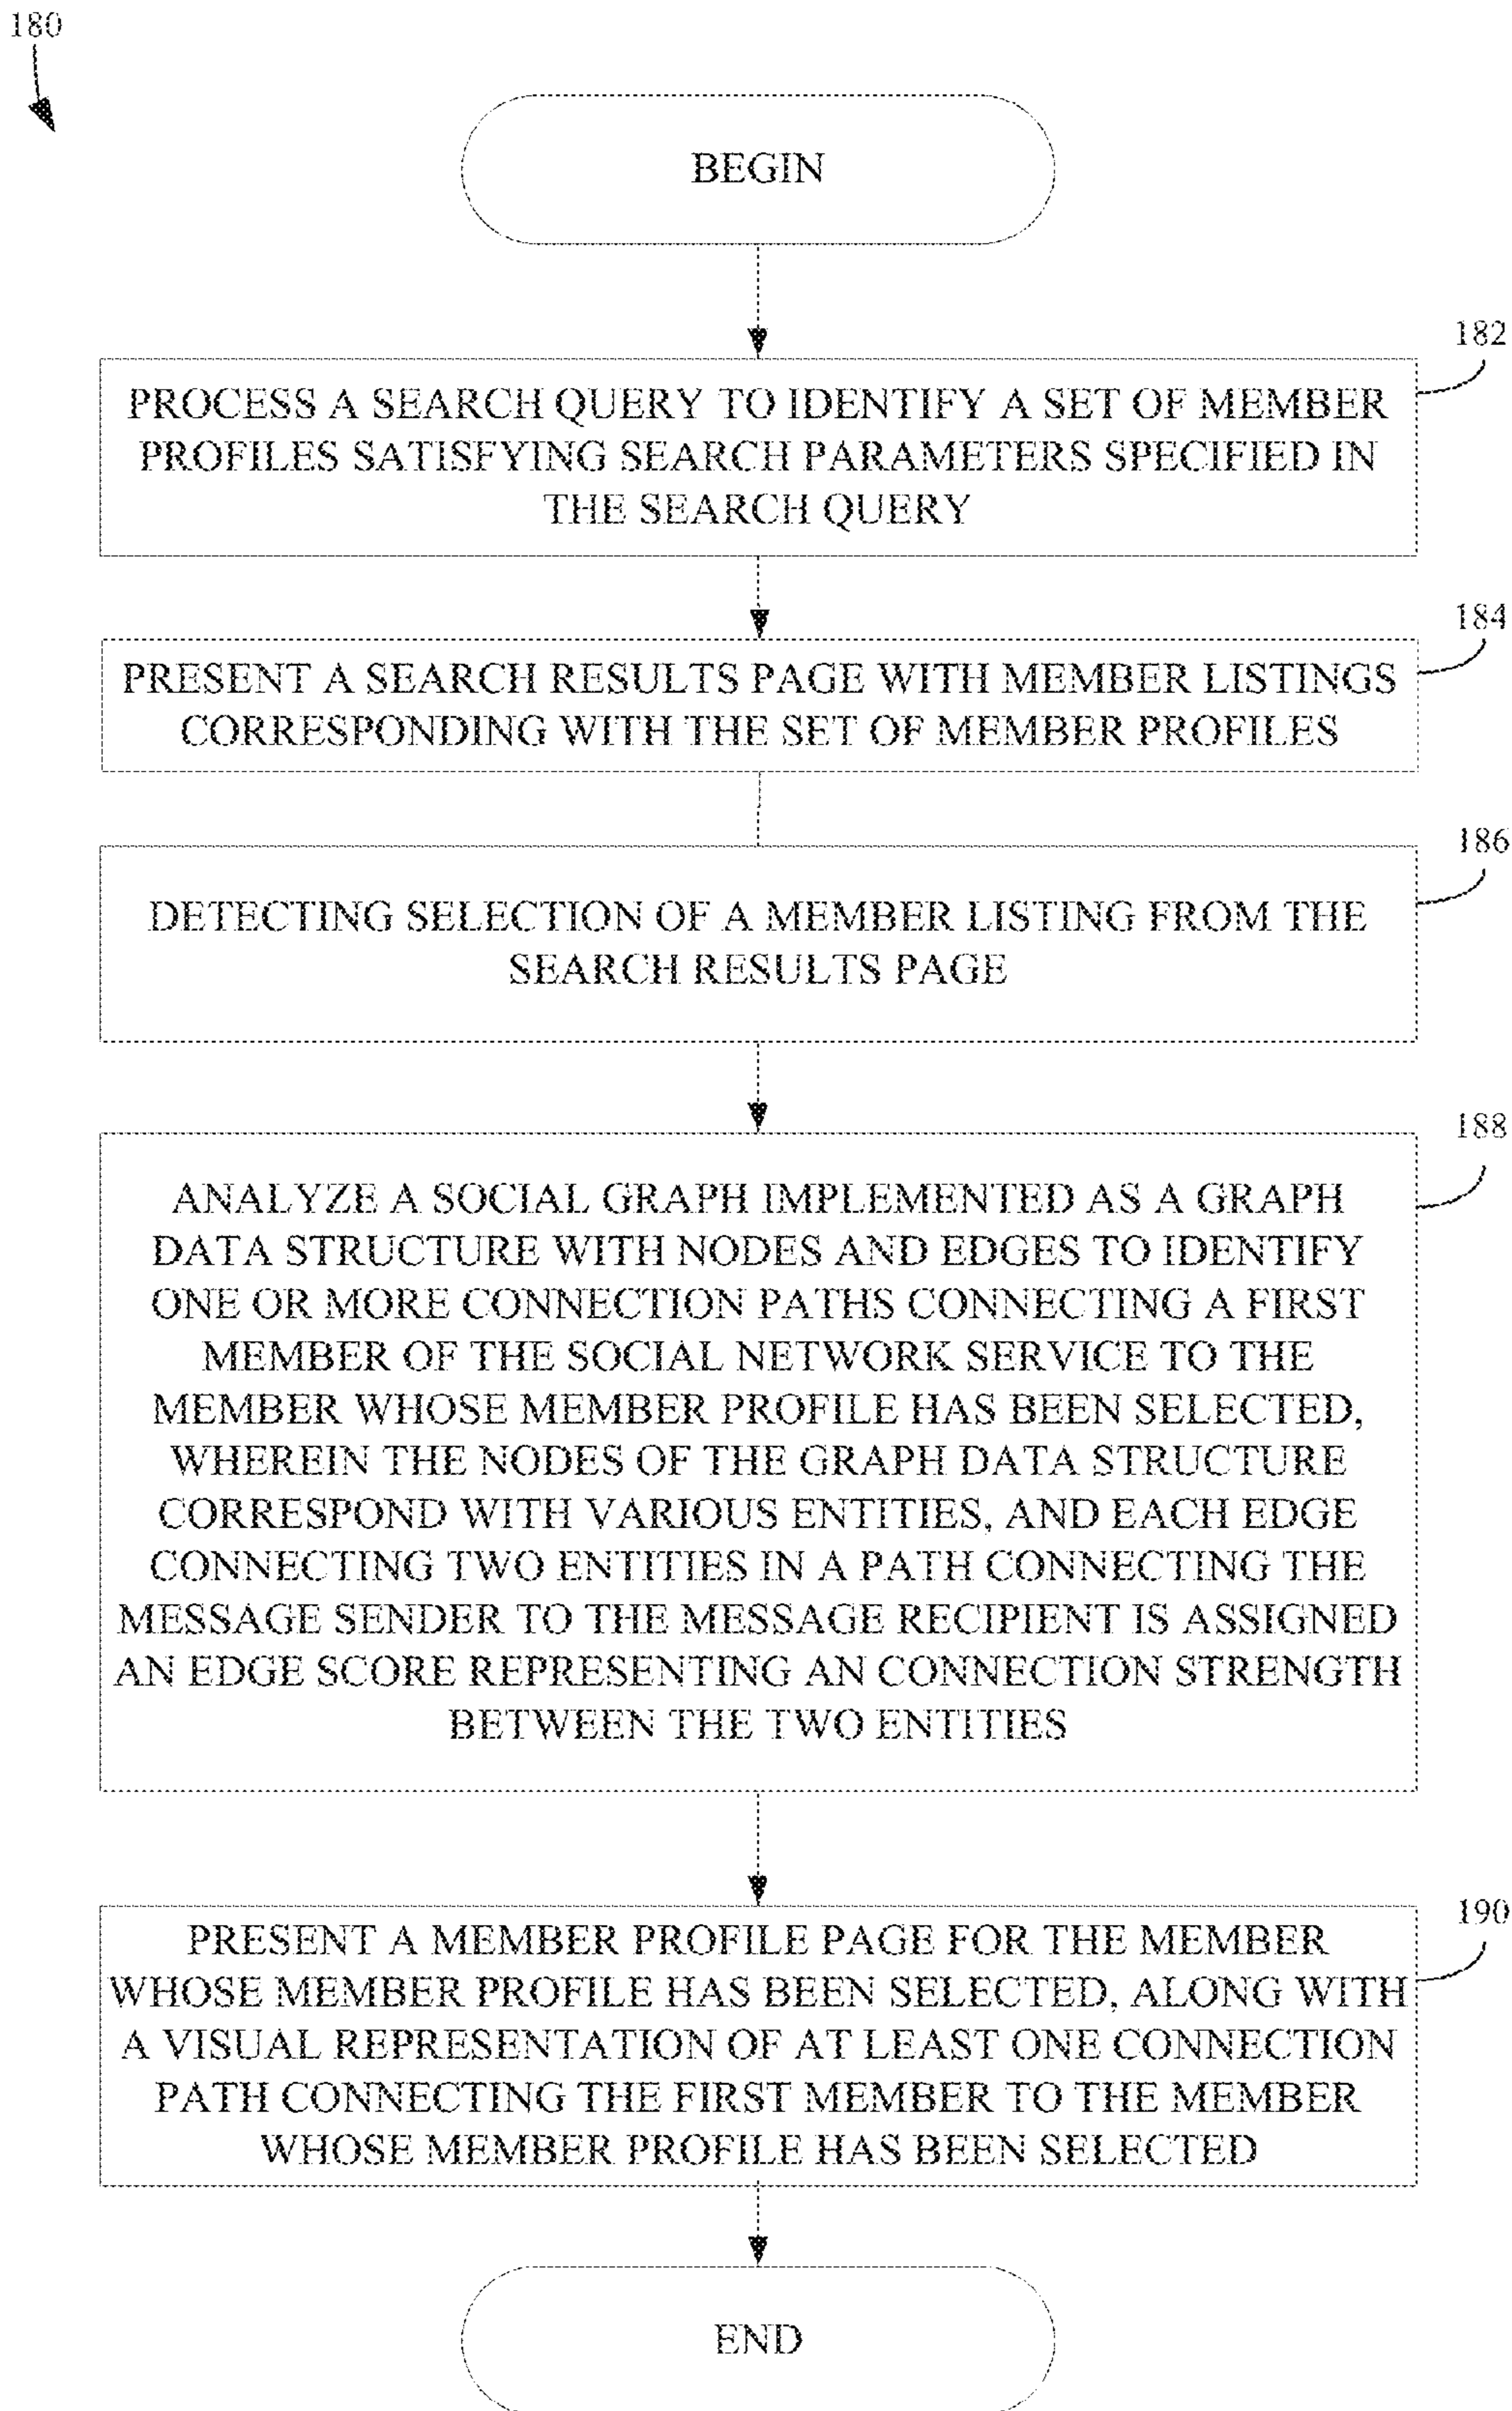 180
BEGIN
182
PROCESS A SEARCH QUERY TO IDENTIFY A SET OF MEMBER
PROFILES SATISFYING SEARCH PARAMETERS SPECIFIED IN
THE SEARCH QUERY
184
PRESENT A SEARCH RESULTS PAGE WITH MEMBER LISTINGS
CORRESPONDING WITH THE SET OF MEMBER PROFILES
186
DETECTING SELECTION OF A MEMBER LISTING FROM THE
SEARCH RESULTS PAGE
188
ANALYZE A SOCIAL GRAPH IMPLEMENTED AS A GRAPH
DATA STRUCTURE WITH NODES AND EDGES TO IDENTIFY
ONE OR MORE CONNECTION PATHS CONNECTING A FIRST
MEMBER OF THE SOCIAL NETWORK SERVICE TO THE
MEMBER WHOSE MEMBER PROFILE HAS BEEN SELECTED,
WHEREIN THE NODES OF THE GRAPH DATA STRUCTURE
CORRESPOND WITH VARIOUS ENTITIES, AND EACH EDGE
CONNECTING TWO ENTITIES IN A PATH CONNECTING THE
MESSAGE SENDER TO THE MESSAGE RECIPIENT IS ASSIGNED
AN EDGE SCORE REPRESENTING AN CONNECTION STRENGTH
BETWEEN THE TWO ENTITIES
190
PRESENT A MEMBER PROFILE PAGE FOR THE MEMBER
WHOSE MEMBER PROFILE HAS BEEN SELECTED, ALONG WITH
A VISUAL REPRESENTATION OF AT LEAST ONE CONNECTION
PATH CONNECTING THE FIRST MEMBER TO THE MEMBER
WHOSE MEMBER PROFILE HAS BEEN SELECTED
END